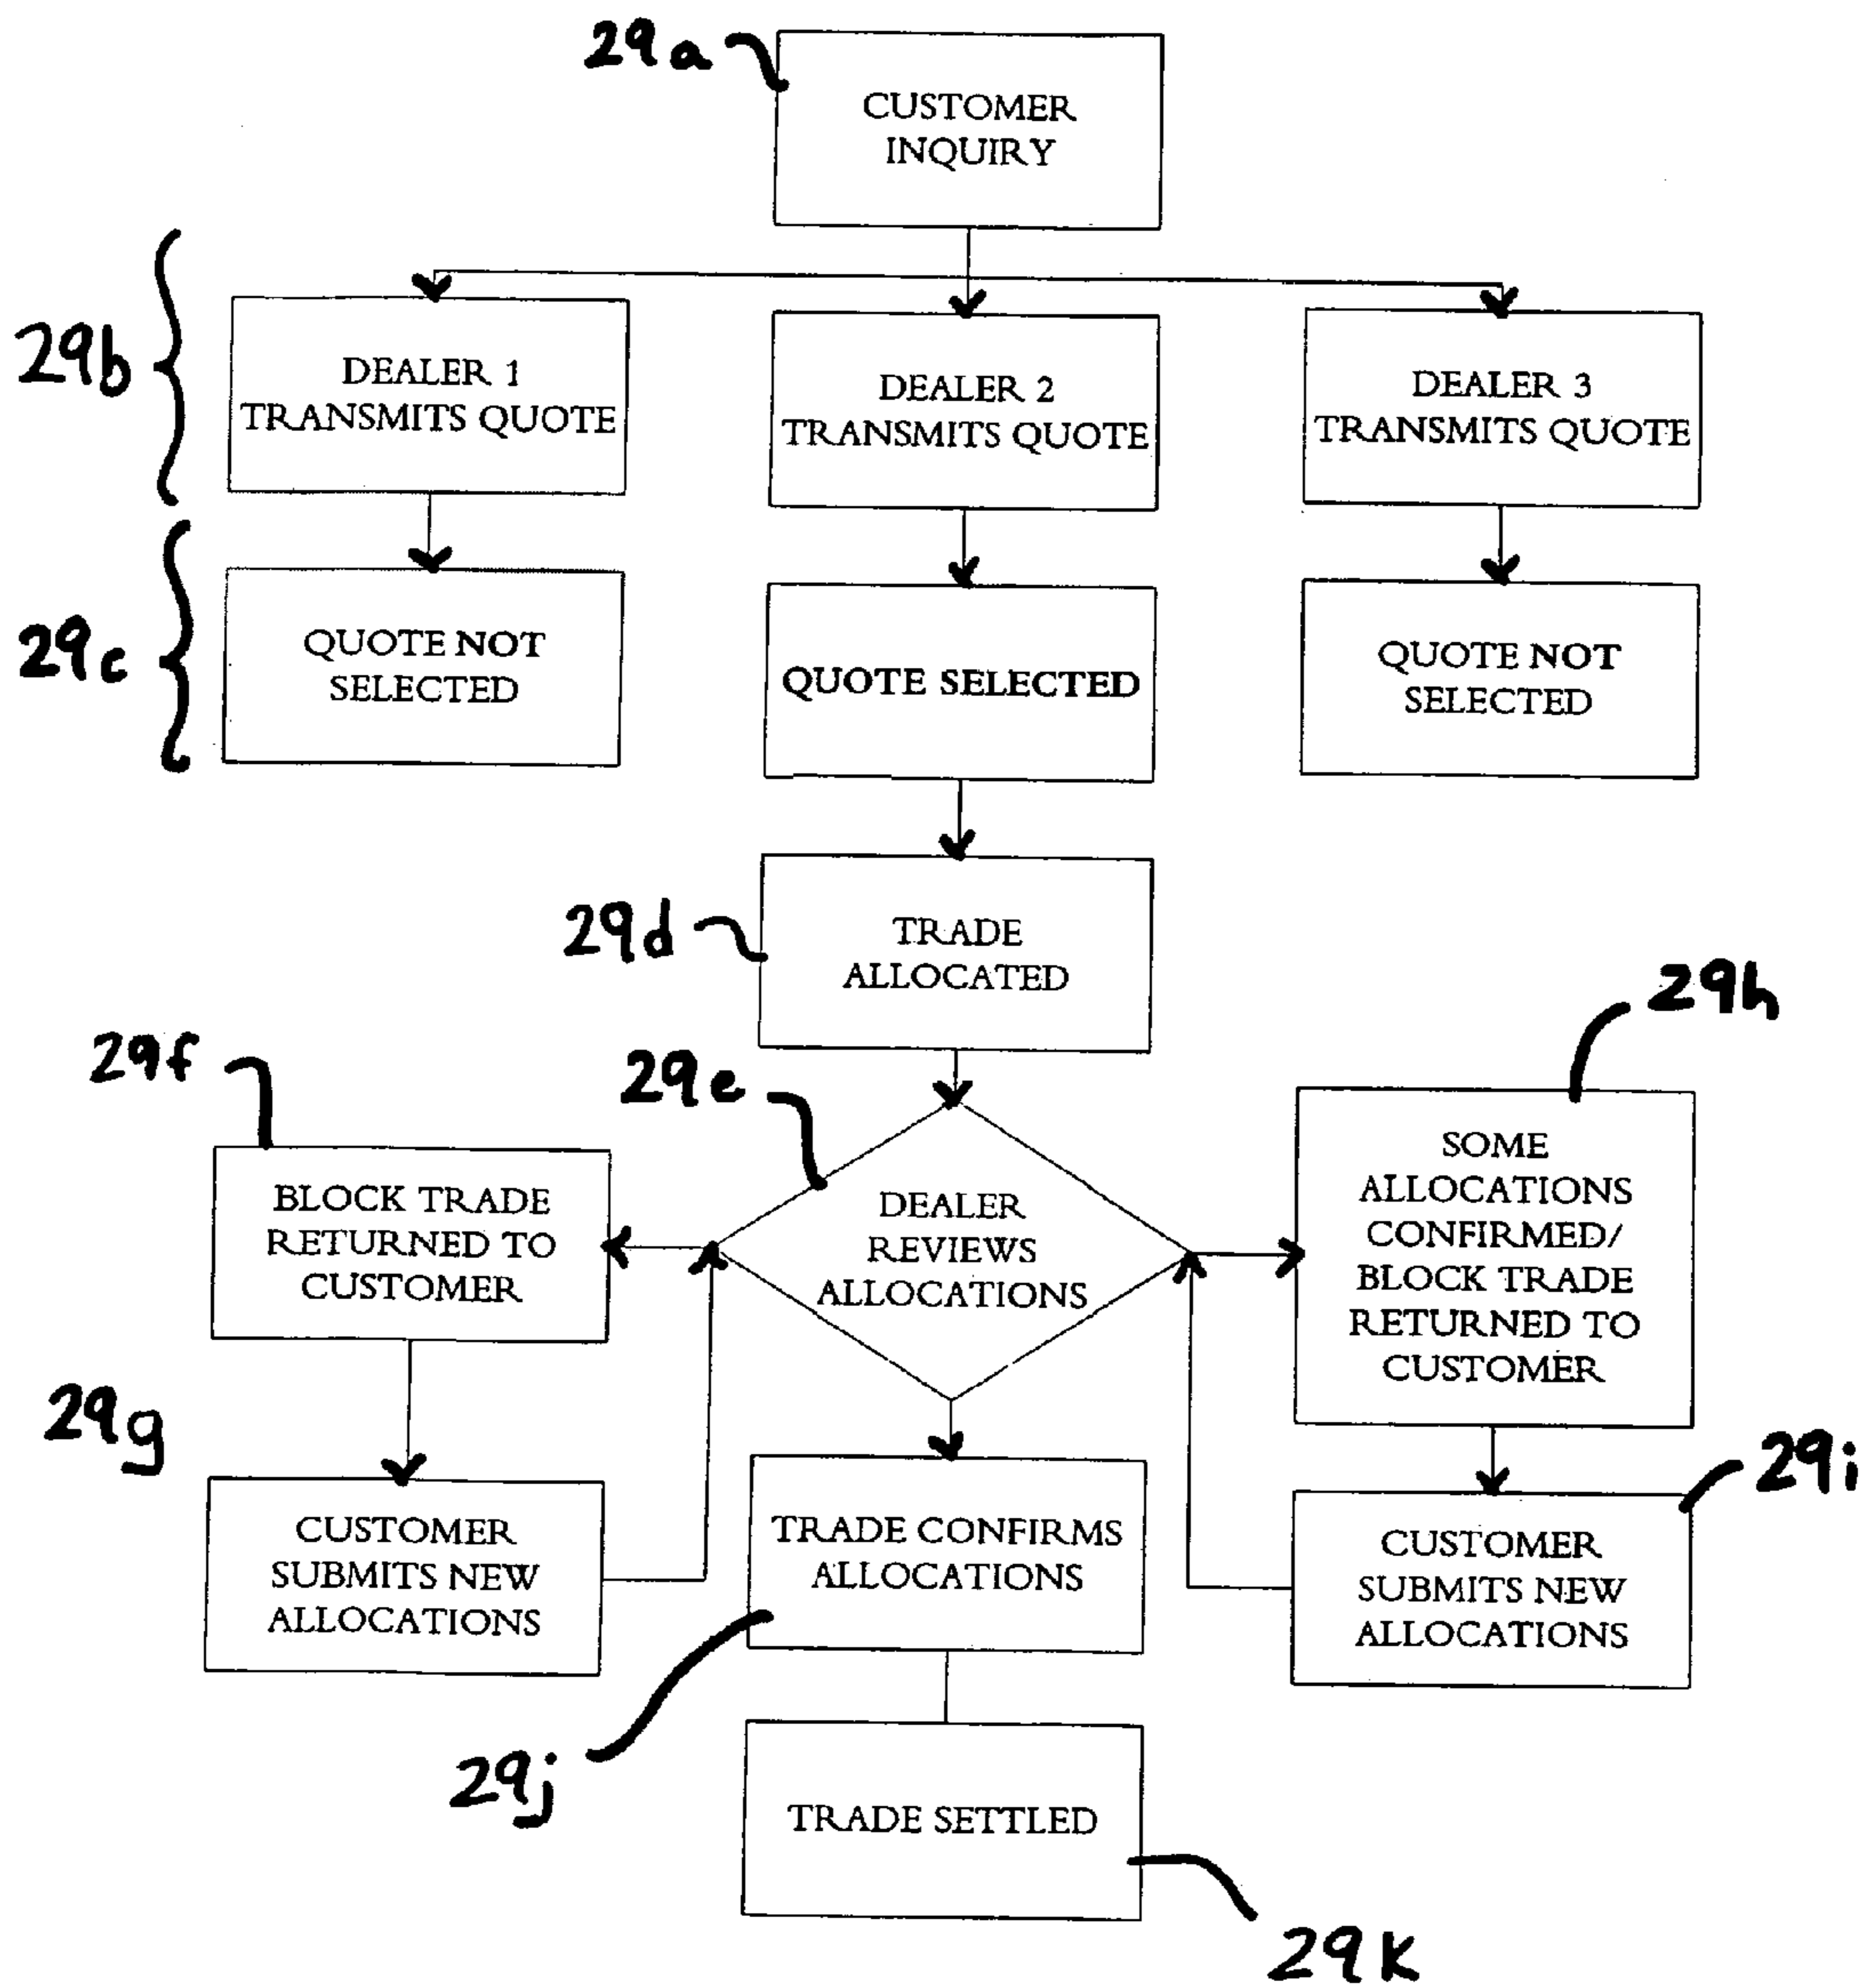 29a
CUSTOMER
INQUIRY
29b
DEALER 1
TRANSMITS QUOTE
DEALER 2
TRANSMITS QUOTE
DEALER 3
TRANSMITS QUOTE
29c
QUOTE NOT
SELECTED
QUOTE SELECTED
QUOTE NOT
SELECTED
29d
TRADE
ALLOCATED
29f
BLOCK TRADE
RETURNED TO
CUSTOMER
29e
DEALER
REVIEWS
ALLOCATIONS
29h
SOME
ALLOCATIONS
CONFIRMED/
BLOCK TRADE
RETURNED TO
CUSTOMER
29g
CUSTOMER
SUBMITS NEW
ALLOCATIONS
TRADE CONFIRMS
ALLOCATIONS
29i
CUSTOMER
SUBMITS NEW
ALLOCATIONS
29j
TRADE SETTLED
29K